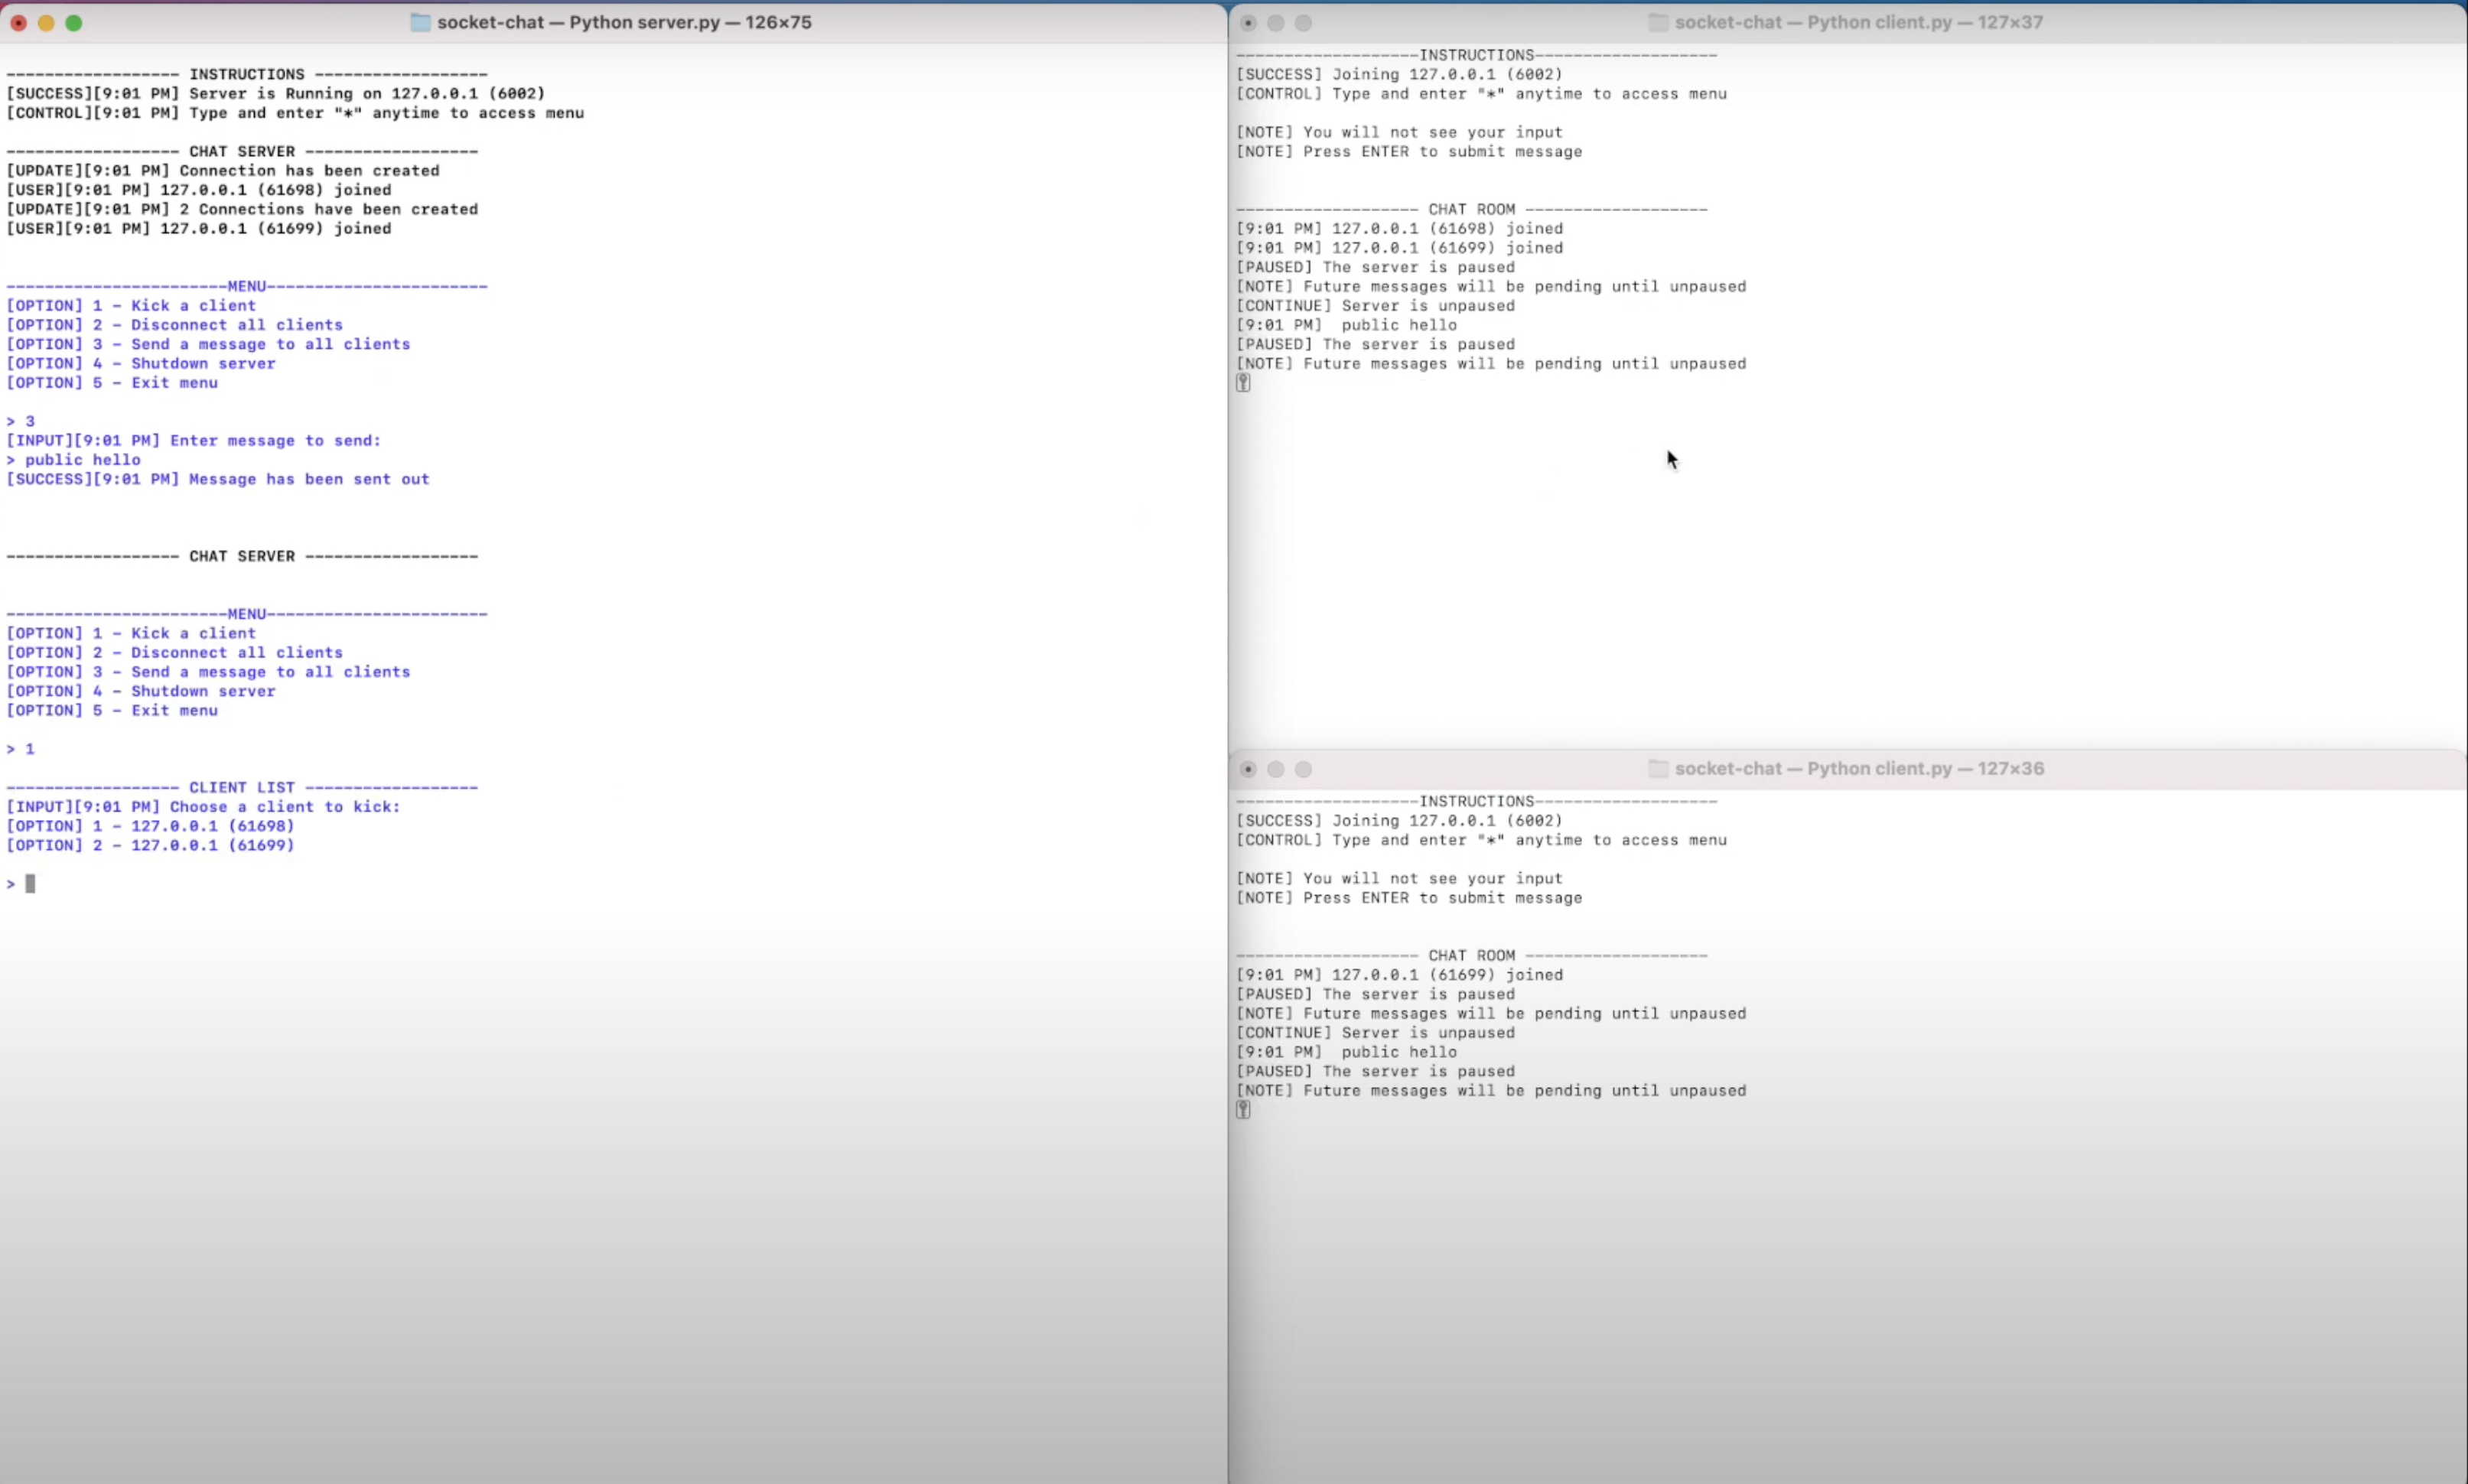 socket-chat — Python server.py — 126×75
------------------ INSTRUCTIONS ------------------
[SUCCESS][9:01 PM] Server is Running on 127.0.0.1 (6002)
[CONTROL][9:01 PM] Type and enter "*" anytime to access menu
------------------ CHAT SERVER ------------------
[UPDATE][9:01 PM] Connection has been created
[USER][9:01 PM] 127.0.0.1 (61698) joined
[UPDATE][9:01 PM] 2 Connections have been created
[USER][9:01 PM] 127.0.0.1 (61699) joined
-----------------------MENU-----------------------
[OPTION] 1 - Kick a client
[OPTION] 2 - Disconnect all clients
[OPTION] 3 - Send a message to all clients
[OPTION] 4 - Shutdown server
[OPTION] 5 - Exit menu
> 3
[INPUT][9:01 PM] Enter message to send:
> public hello
[SUCCESS][9:01 PM] Message has been sent out
------------------ CHAT SERVER ------------------
-----------------------MENU-----------------------
[OPTION] 1 - Kick a client
[OPTION] 2 - Disconnect all clients
[OPTION] 3 - Send a message to all clients
[OPTION] 4 - Shutdown server
[OPTION] 5 - Exit menu
> 1
------------------ CLIENT LIST ------------------
[INPUT][9:01 PM] Choose a client to kick:
[OPTION] 1 - 127.0.0.1 (61698)
[OPTION] 2 - 127.0.0.1 (61699)
>
socket-chat — Python client.py — 127×37
-------------------INSTRUCTIONS-------------------
[SUCCESS] Joining 127.0.0.1 (6002)
[CONTROL] Type and enter "*" anytime to access menu
[NOTE] You will not see your input
[NOTE] Press ENTER to submit message
------------------- CHAT ROOM -------------------
[9:01 PM] 127.0.0.1 (61698) joined
[9:01 PM] 127.0.0.1 (61699) joined
[PAUSED] The server is paused
[NOTE] Future messages will be pending until unpaused
[CONTINUE] Server is unpaused
[9:01 PM]  public hello
[PAUSED] The server is paused
[NOTE] Future messages will be pending until unpaused
socket-chat — Python client.py — 127×36
-------------------INSTRUCTIONS-------------------
[SUCCESS] Joining 127.0.0.1 (6002)
[CONTROL] Type and enter "*" anytime to access menu
[NOTE] You will not see your input
[NOTE] Press ENTER to submit message
------------------- CHAT ROOM -------------------
[9:01 PM] 127.0.0.1 (61699) joined
[PAUSED] The server is paused
[NOTE] Future messages will be pending until unpaused
[CONTINUE] Server is unpaused
[9:01 PM]  public hello
[PAUSED] The server is paused
[NOTE] Future messages will be pending until unpaused